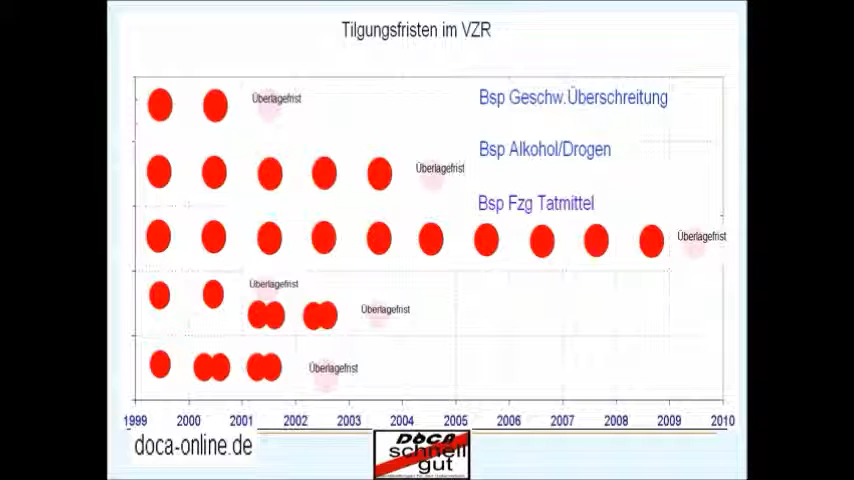 Tilgungsfristen im VZR
Überlagefrist
Bsp Geschw.Überschreitung
Bsp Alkohol/Drogen
Überlagefrist
Bsp Fzg Tatmittel
Überlagefrist
Überlagefrist
Überlagefrist
Überlagefrist
1999 2000 2001 2002 2003 2004 2005 2006 2007 2008 2009 2010
doca-online.de
DOCA
schnell
gut